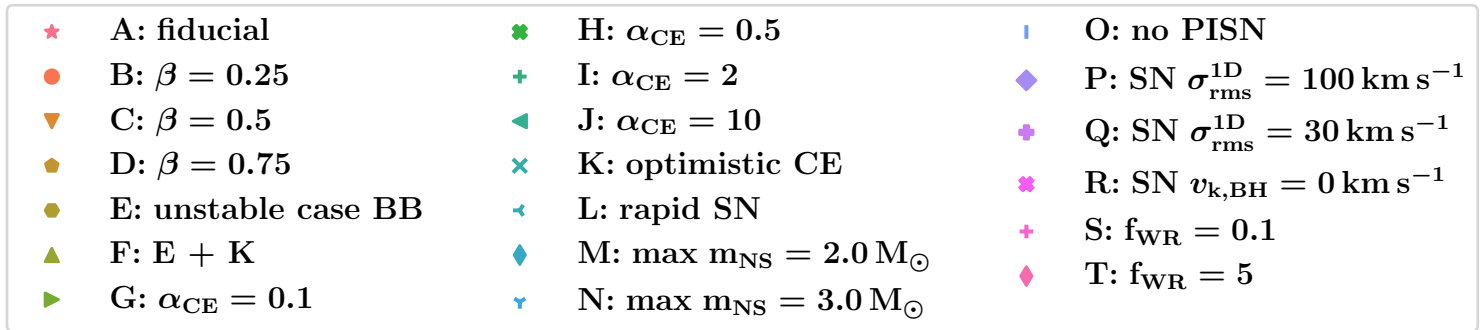 A: fiducial
B: β = 0.25
C: β = 0.5
D: β = 0.75
E: unstable case BB
F: E + K
G: α_CE = 0.1
H: α_CE = 0.5
I: α_CE = 2
J: α_CE = 10
K: optimistic CE
L: rapid SN
M: max m_NS = 2.0 M_⊙
N: max m_NS = 3.0 M_⊙
O: no PISN
P: SN σ_rms^1D = 100 km s^−1
Q: SN σ_rms^1D = 30 km s^−1
R: SN v_k,BH = 0 km s^−1
S: f_WR = 0.1
T: f_WR = 5